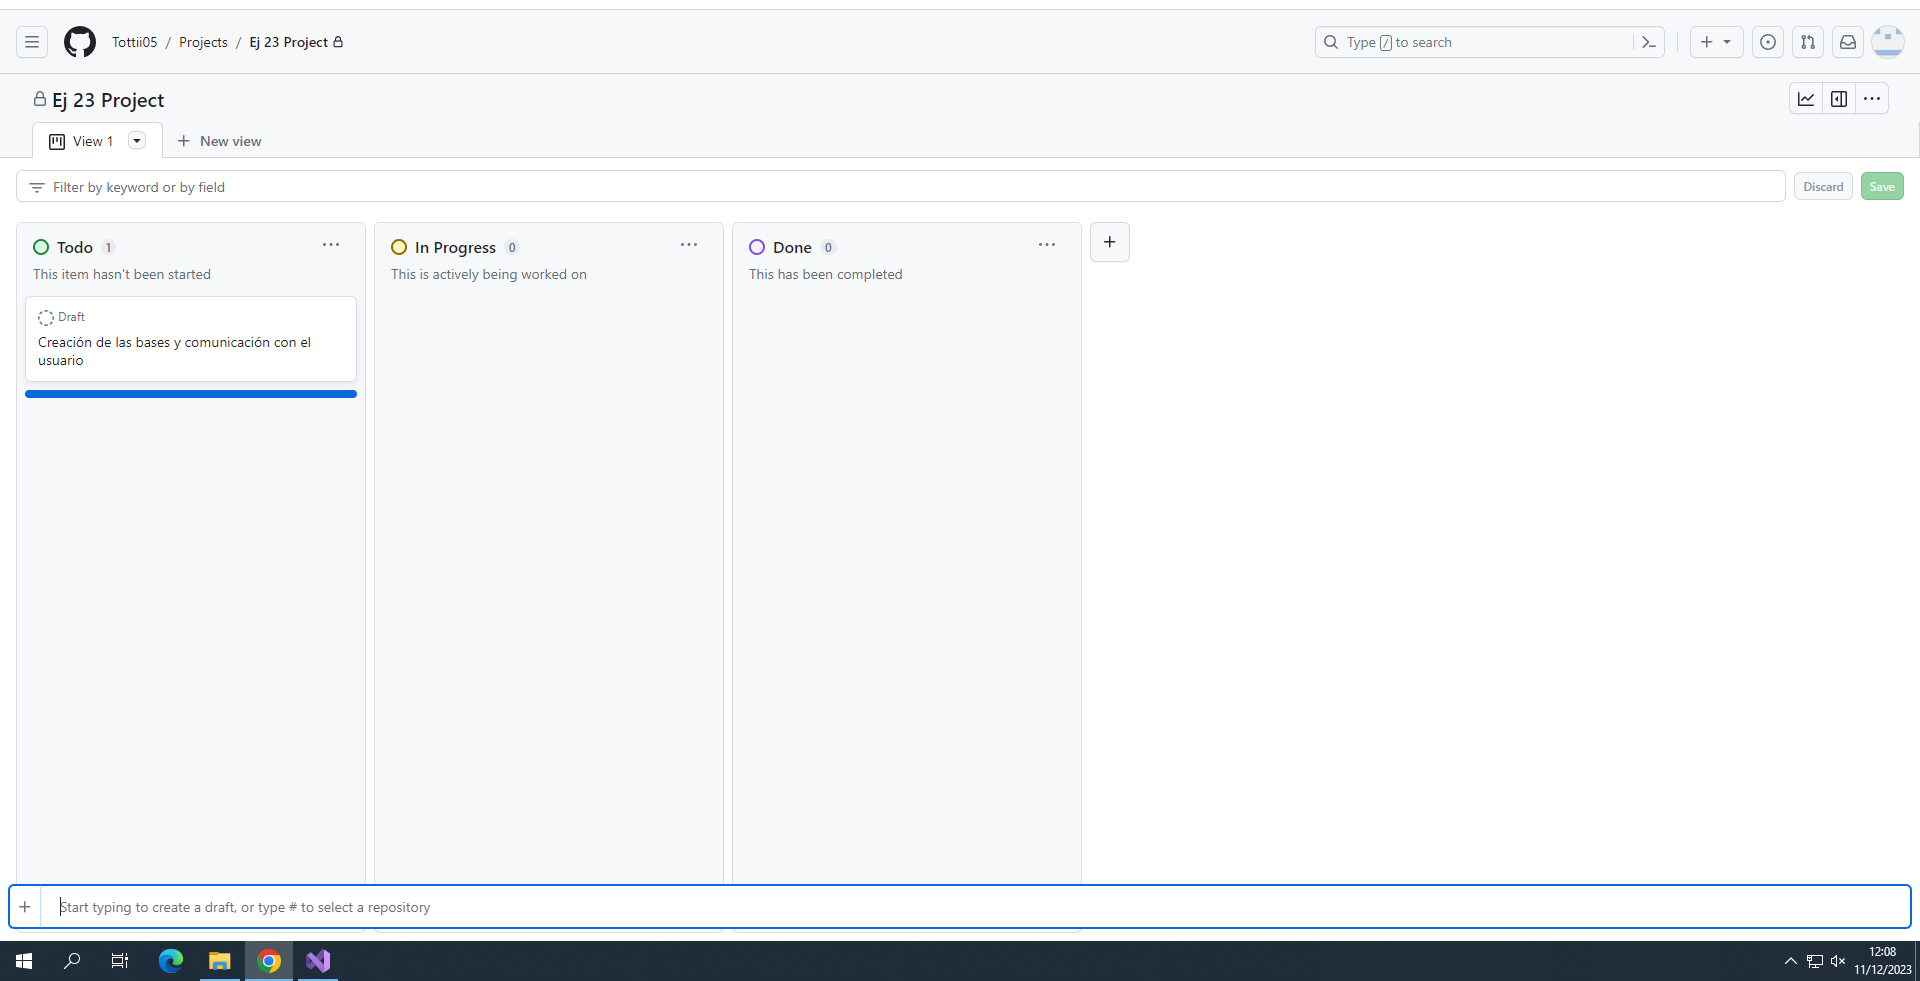 Tottii05 / Projects / Ej 23 Project
Type / to search
Ej 23 Project
View 1
New view
Filter by keyword or by field
Discard
Save
Todo 1
This item hasn't been started
Draft
Creación de las bases y comunicación con el
usuario
In Progress 0
This is actively being worked on
Done 0
This has been completed
+
Start typing to create a draft, or type # to select a repository
12:08
11/12/2023